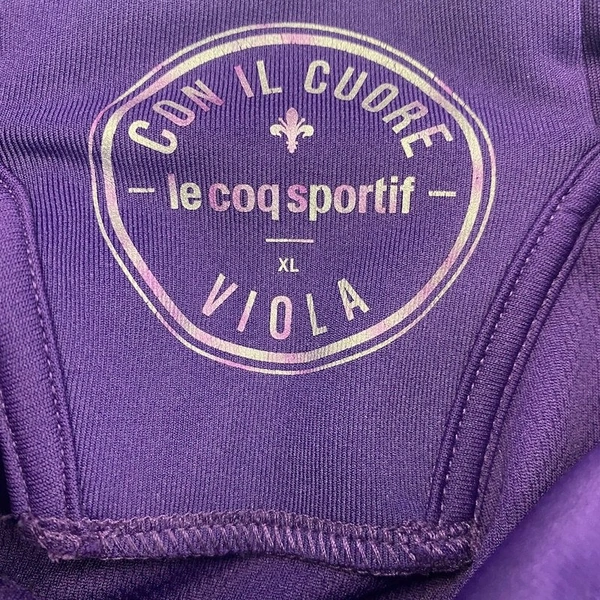 CON IL CUORE
le coq sportif
XL
VIOLA